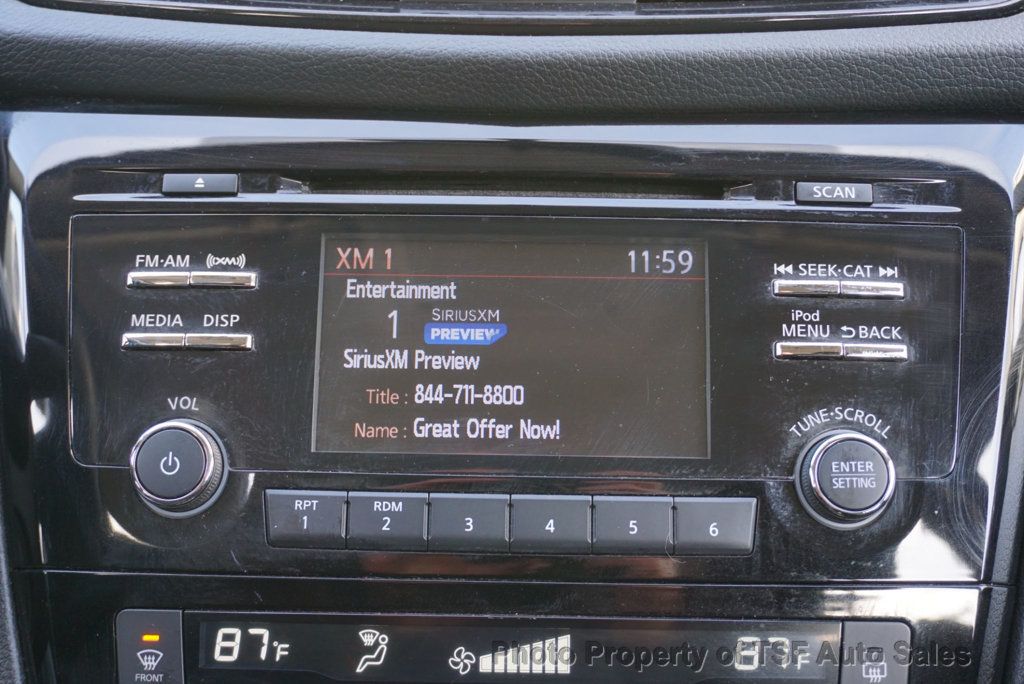 SCAN
FM·AM ((XM))
XM 1 11:59
⏮ SEEK·CAT ⏭
Entertainment
1 SIRIUSXM
PREVIEW
iPod
MEDIA DISP
MENU BACK
SiriusXM Preview
Title : 844-711-8800
Name : Great Offer Now!
VOL
TUNE·SCROLL
ENTER
SETTING
RPT RDM
1 2 3 4 5 6
87°F 87°F
FRONT
Photo Property of TSF Auto Sales